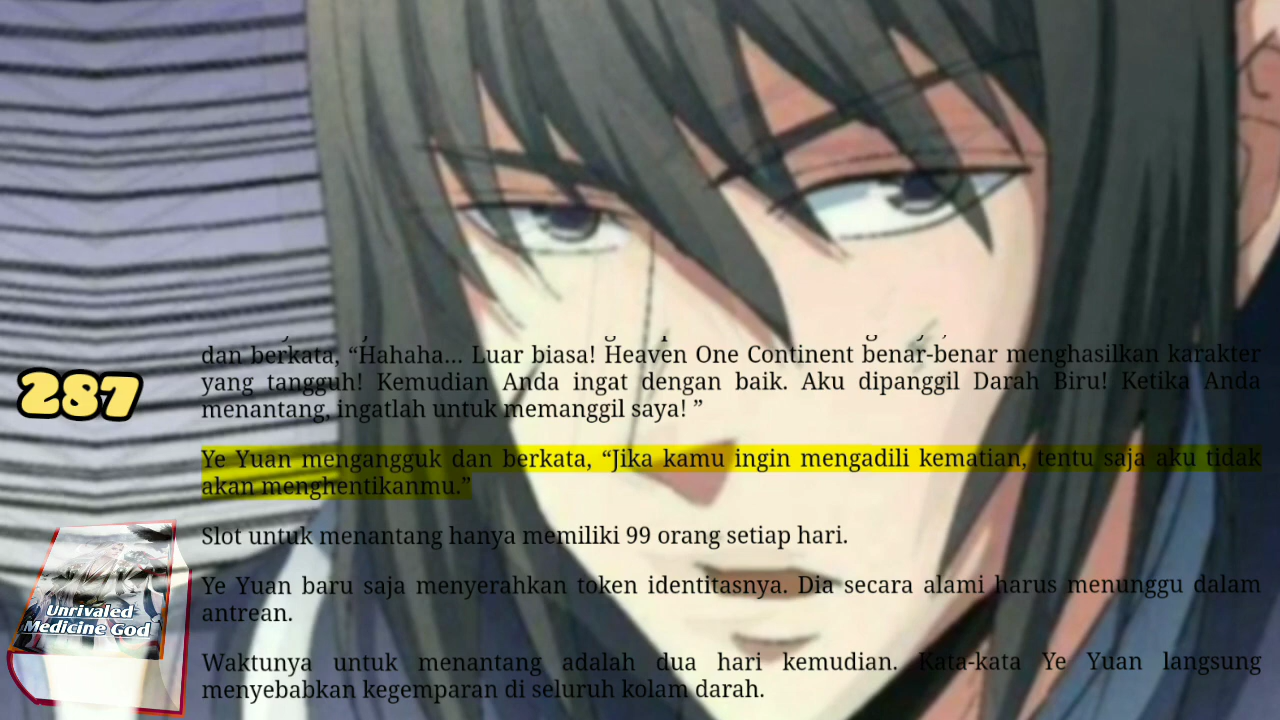 dan berkata, “Hahaha... Luar biasa! Heaven One Continent benar-benar menghasilkan karakter
yang tangguh! Kemudian Anda ingat dengan baik. Aku dipanggil Darah Biru! Ketika Anda
menantang, ingatlah untuk memanggil saya! ”
287
Ye Yuan mengangguk dan berkata, “Jika kamu ingin mengadili kematian, tentu saja aku tidak
akan menghentikanmu.”
Slot untuk menantang hanya memiliki 99 orang setiap hari.
Ye Yuan baru saja menyerahkan token identitasnya. Dia secara alami harus menunggu dalam
antrean.
Unrivaled
Medicine God
Waktunya untuk menantang adalah dua hari kemudian. Kata-kata Ye Yuan langsung
menyebabkan kegemparan di seluruh kolam darah.